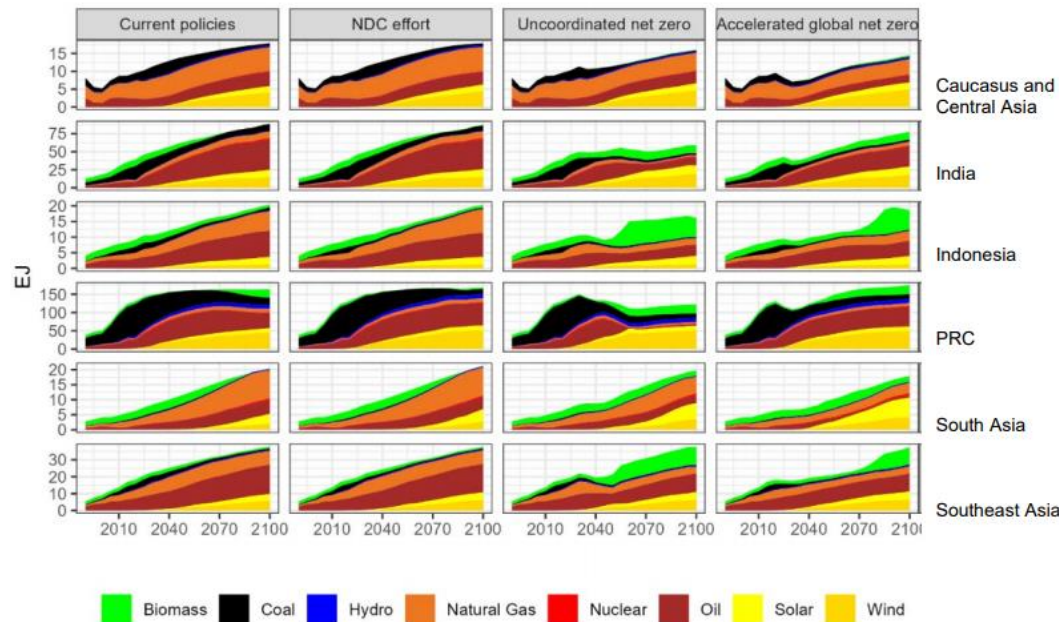 Current policies
NDC effort
Uncoordinated net zero
Accelerated global net zero
EJ
15
10
5
0
Caucasus and
Central Asia
75
50
25
0
India
20
15
10
5
0
Indonesia
150
100
50
0
PRC
20
15
10
5
0
South Asia
30
20
10
0
Southeast Asia
2010 2040 2070 2100 2010 2040 2070 2100 2010 2040 2070 2100 2010 2040 2070 2100
Biomass Coal Hydro Natural Gas Nuclear Oil Solar Wind